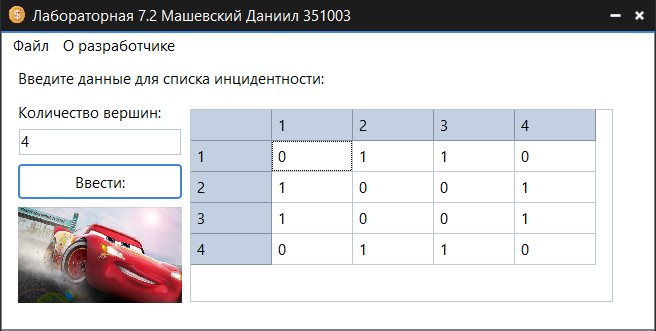 Лабораторная 7.2 Машевский Даниил 351003
Файл О разработчике
Введите данные для списка инцидентности:
Количество вершин:
4
Ввести:
1 2 3 4
1 0 1 1 0
2 1 0 0 1
3 1 0 0 1
4 0 1 1 0